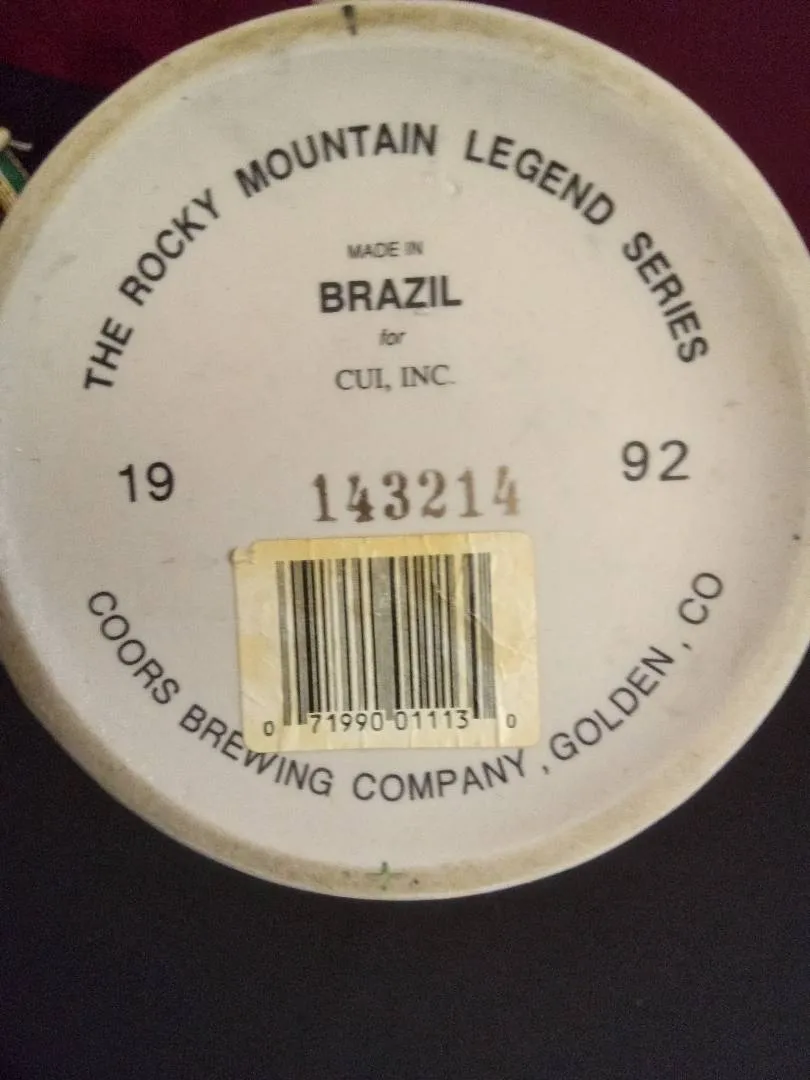 THE ROCKY MOUNTAIN LEGEND SERIES
MADE IN
BRAZIL
for
CUI, INC.
19 92
143214
0 71990 01113 0
COORS BREWING COMPANY, GOLDEN, CO